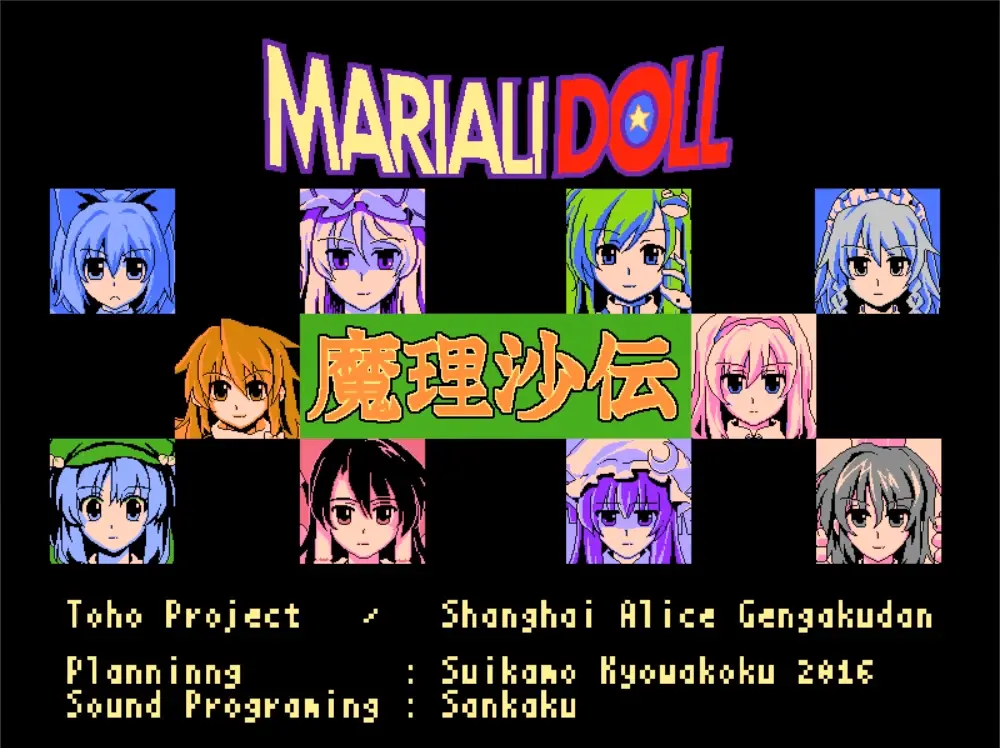 MARIALI DOLL
魔理沙伝
Toho Project / Shanghai Alice Gengakudan
Planninng : Suikamo Kyowakoku 2016
Sound Programing : Sankaku